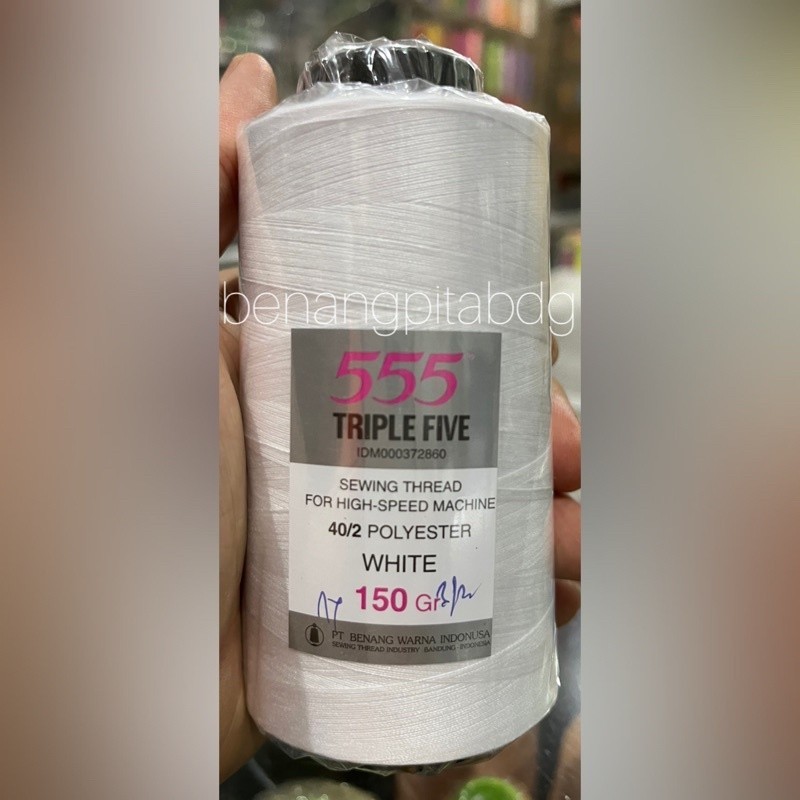 benangpitabdg
555
TRIPLE FIVE
IDM000372860
SEWING THREAD
FOR HIGH-SPEED MACHINE
40/2 POLYESTER
WHITE
150 Gr
PT BENANG WARNA INDONUSA
SEWING THREAD INDUSTRY BANDUNG - INDONESIA